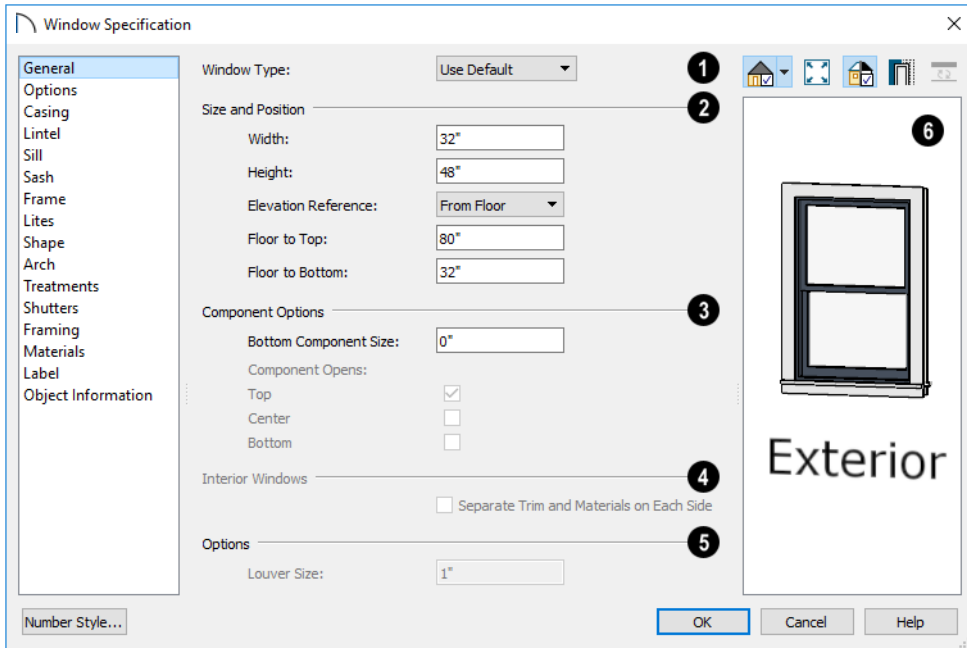 Window Specification
General
Options
Casing
Lintel
Sill
Sash
Frame
Lites
Shape
Arch
Treatments
Shutters
Framing
Materials
Label
Object Information
Window Type: Use Default 1
Size and Position 2
Width: 32"
Height: 48"
Elevation Reference: From Floor
Floor to Top: 80"
Floor to Bottom: 32"
Component Options 3
Bottom Component Size: 0"
Component Opens:
Top
Center
Bottom
Interior Windows 4
Separate Trim and Materials on Each Side
Options 5
Louver Size: 1"
6
Exterior
Number Style... OK Cancel Help